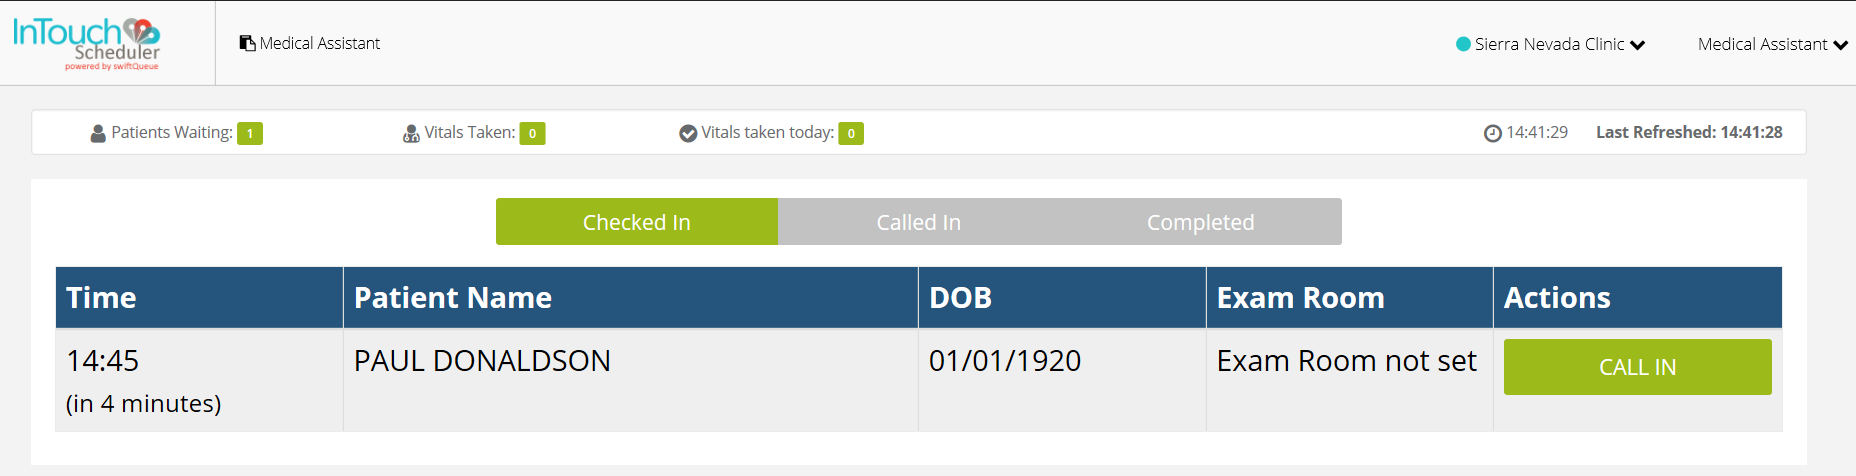 InTouch
Scheduler
powered by swiftQueue
Medical Assistant
Sierra Nevada Clinic
Medical Assistant
Patients Waiting: 1
Vitals Taken: 0
Vitals taken today: 0
14:41:29
Last Refreshed: 14:41:28
Checked In
Called In
Completed
Time
Patient Name
DOB
Exam Room
Actions
14:45
(in 4 minutes)
PAUL DONALDSON
01/01/1920
Exam Room not set
CALL IN